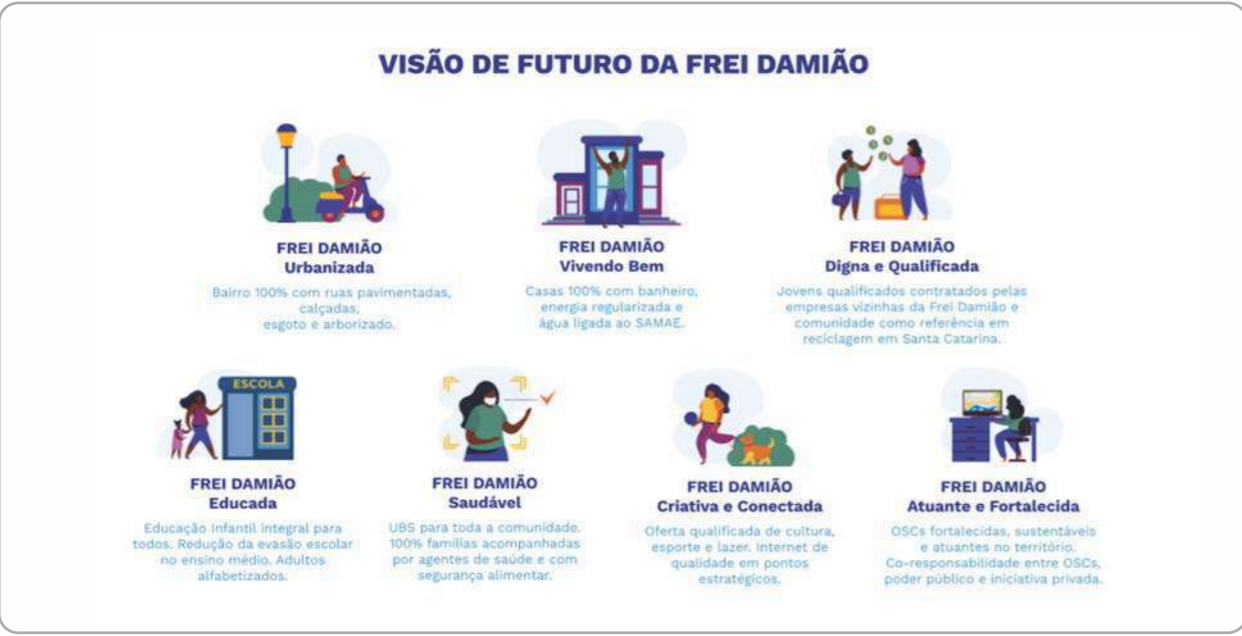 VISÃO DE FUTURO DA FREI DAMIÃO
FREI DAMIÃO
Urbanizada
Bairro 100% com ruas pavimentadas,
calçadas,
esgoto e arborizado.
FREI DAMIÃO
Vivendo Bem
Casas 100% com banheiro,
energia regularizada e
água ligada ao SAMAE.
FREI DAMIÃO
Digna e Qualificada
Jovens qualificados contratados pelas
empresas vizinhas da Frei Damião e
comunidade como referência em
reciclagem em Santa Catarina.
ESCOLA
FREI DAMIÃO
Educada
Educação Infantil integral para
todos. Redução da evasão escolar
no ensino médio. Adultos
alfabetizados.
FREI DAMIÃO
Saudável
UBS para toda a comunidade.
100% famílias acompanhadas
por agentes de saúde e com
segurança alimentar.
FREI DAMIÃO
Criativa e Conectada
Oferta qualificada de cultura,
esporte e lazer. Internet de
qualidade em pontos
estratégicos.
FREI DAMIÃO
Atuante e Fortalecida
OSCs fortalecidas, sustentáveis
e atuantes no território.
Co-responsabilidade entre OSCs,
poder público e iniciativa privada.